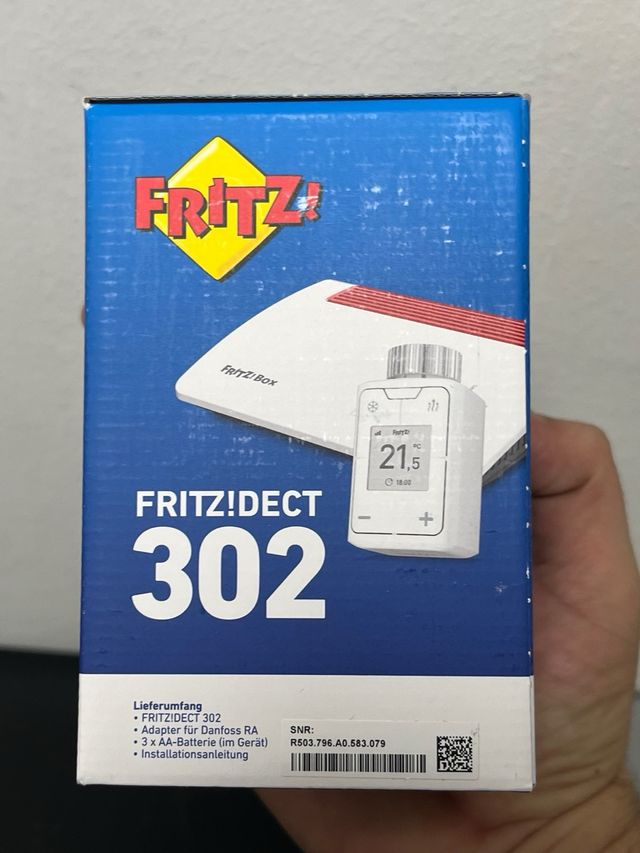 FRITZ!
FRITZ!BOX
FRITZ!
21,5 °C
18:00
FRITZ!DECT
302
Lieferumfang
• FRITZ!DECT 302
• Adapter für Danfoss RA
• 3 x AA-Batterie (im Gerät)
• Installationsanleitung
SNR:
R503.796.A0.583.079